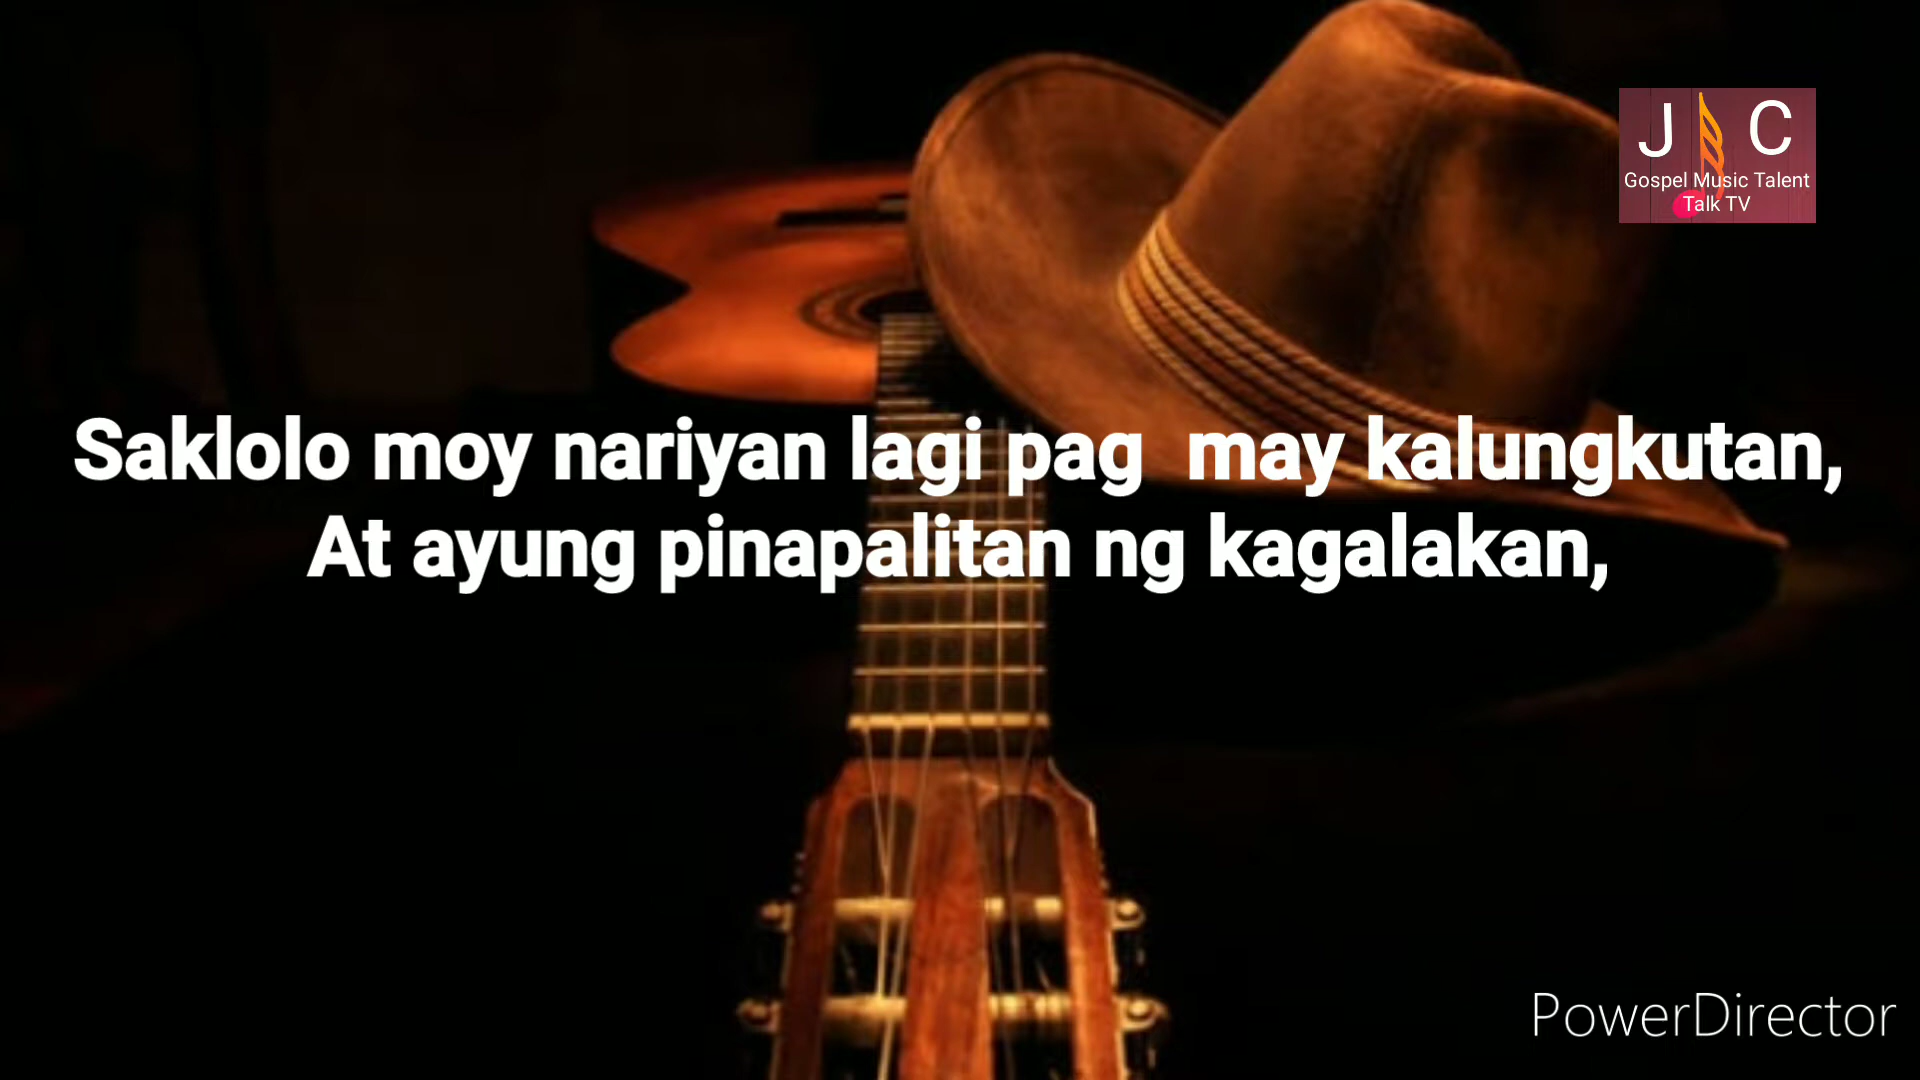 J C
Gospel Music Talent
Talk TV
Saklolo moy nariyan lagi pag may kalungkutan,
At ayung pinapalitan ng kagalakan,
PowerDirector